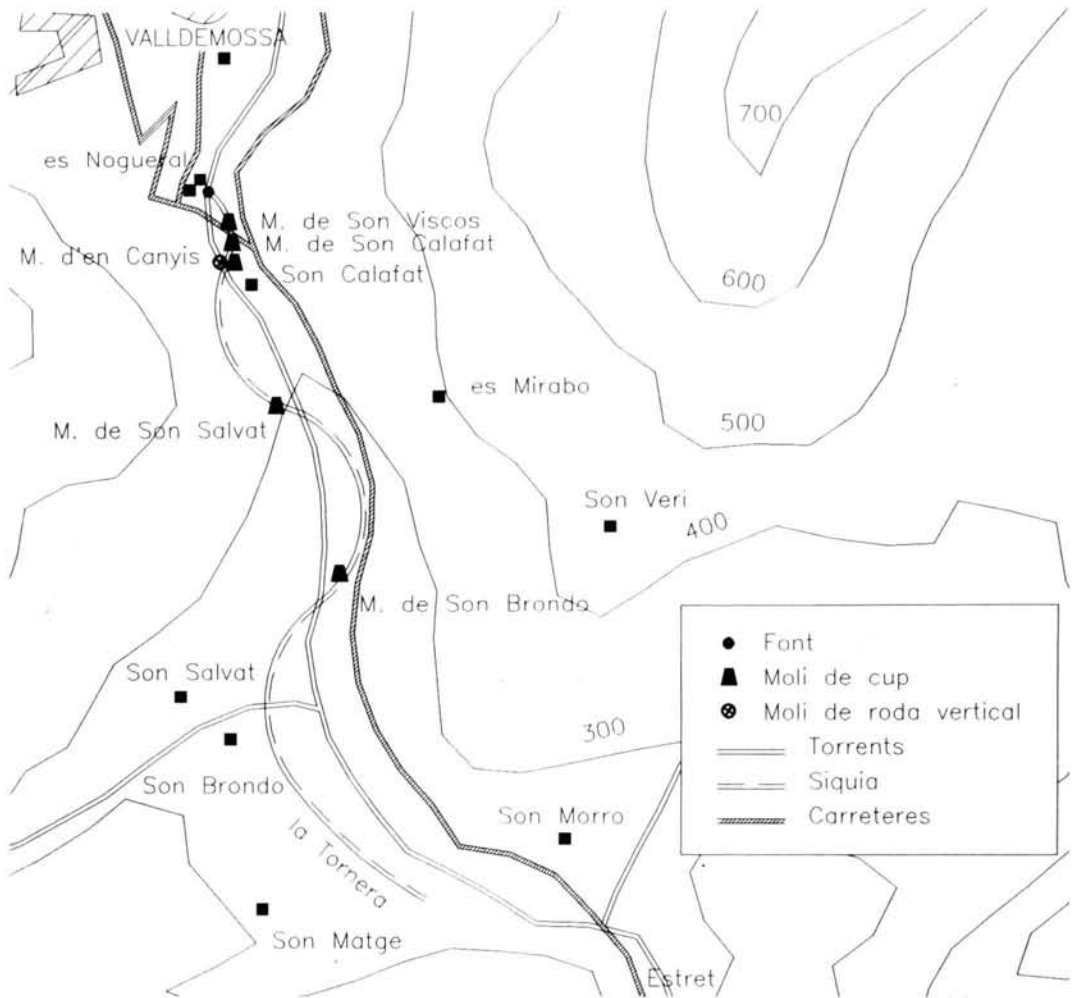 VALLDEMOSSA
700
es Nogueral
M. de Son Viscos
M. de Son Calafat
M. d'en Canyis
Son Calafat
600
es Mirabo
500
M. de Son Salvat
Son Veri
400
M. de Son Brondo
Font
Moli de cup
Moli de roda vertical
Torrents
Siquia
Carreteres
Son Salvat
300
Son Brondo
Son Morro
la Tornera
Son Matge
Estret